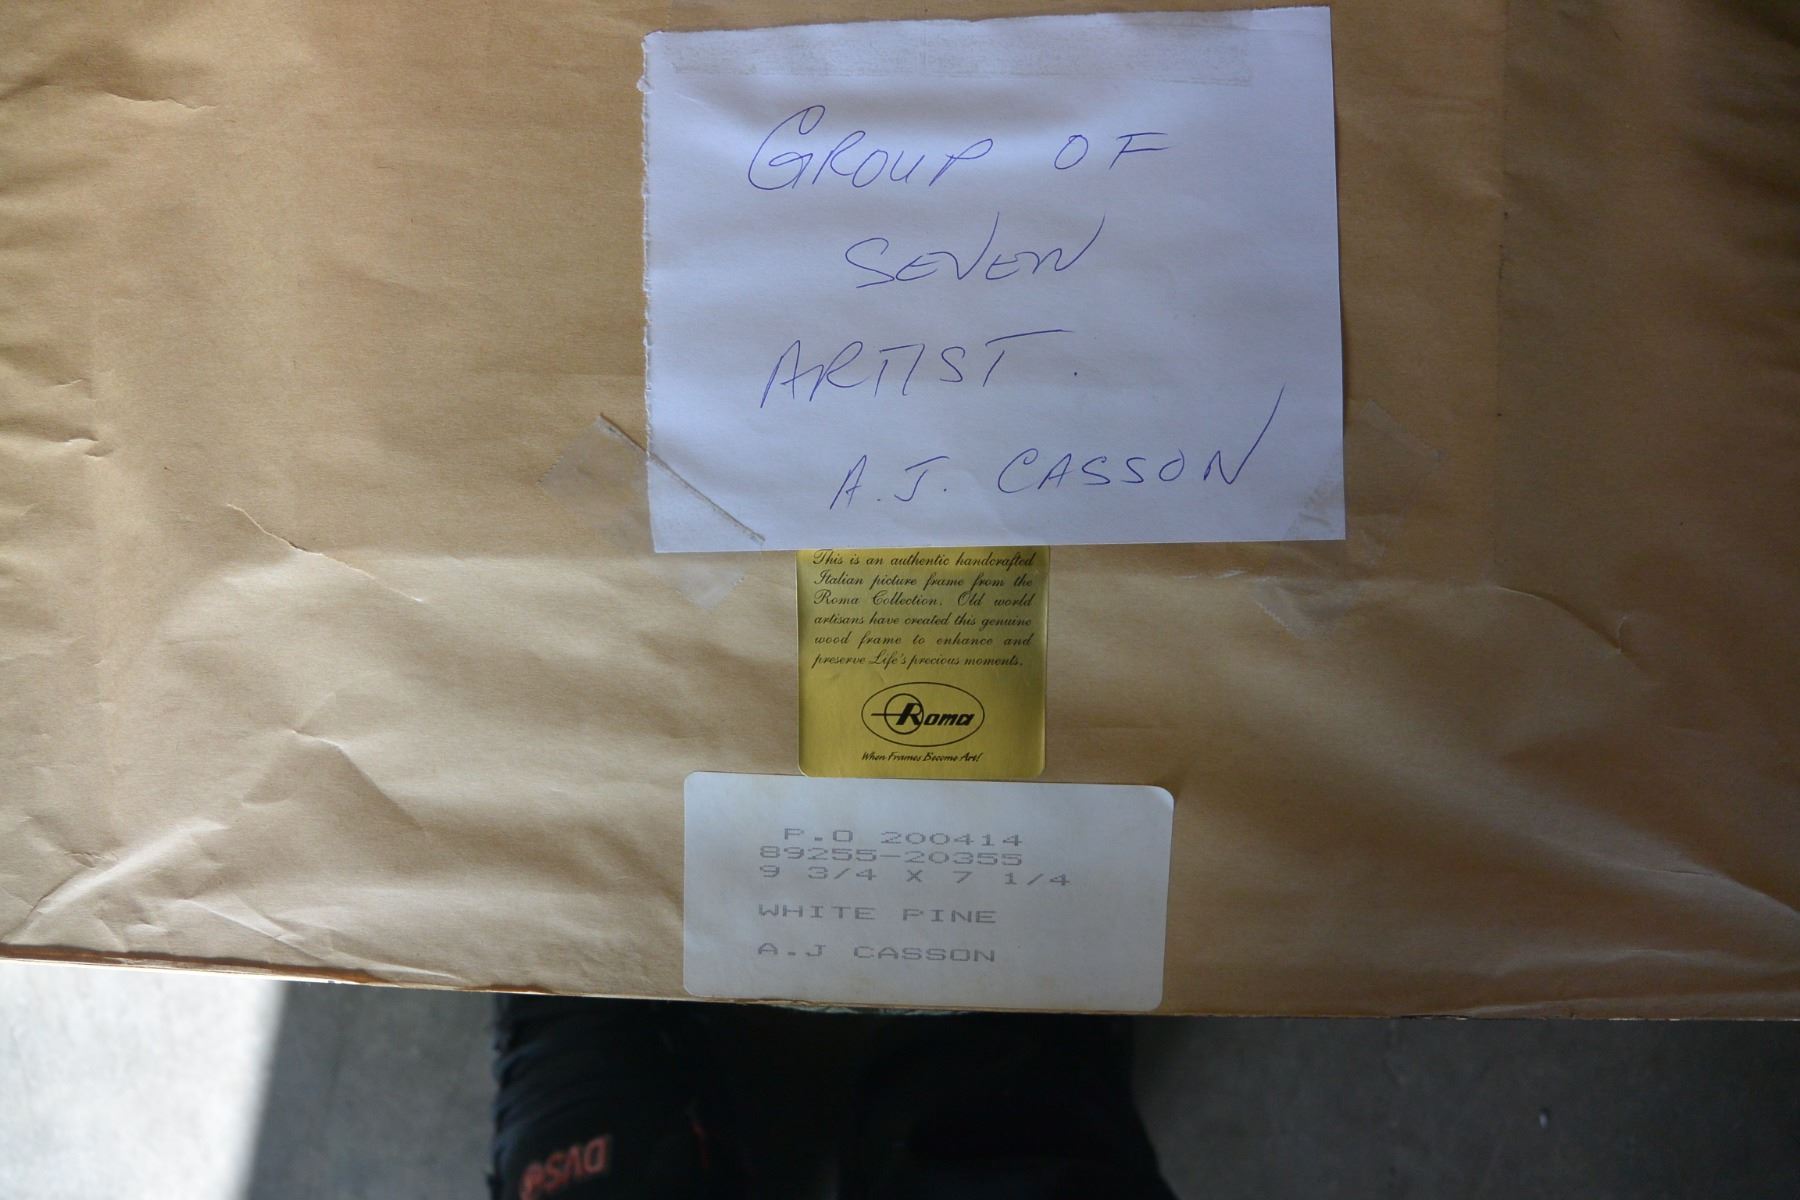 GROUP OF
SEVEN
ARTIST.
A.J. CASSON
This is an authentic handcrafted
Italian picture frame from the
Roma Collection. Old world
artisans have created this genuine
wood frame to enhance and
preserve Life's precious moments.
Roma
When Frames Become Art!
P.O 200414
89255-20355
9 3/4 X 7 1/4
WHITE PINE
A.J CASSON
DVS